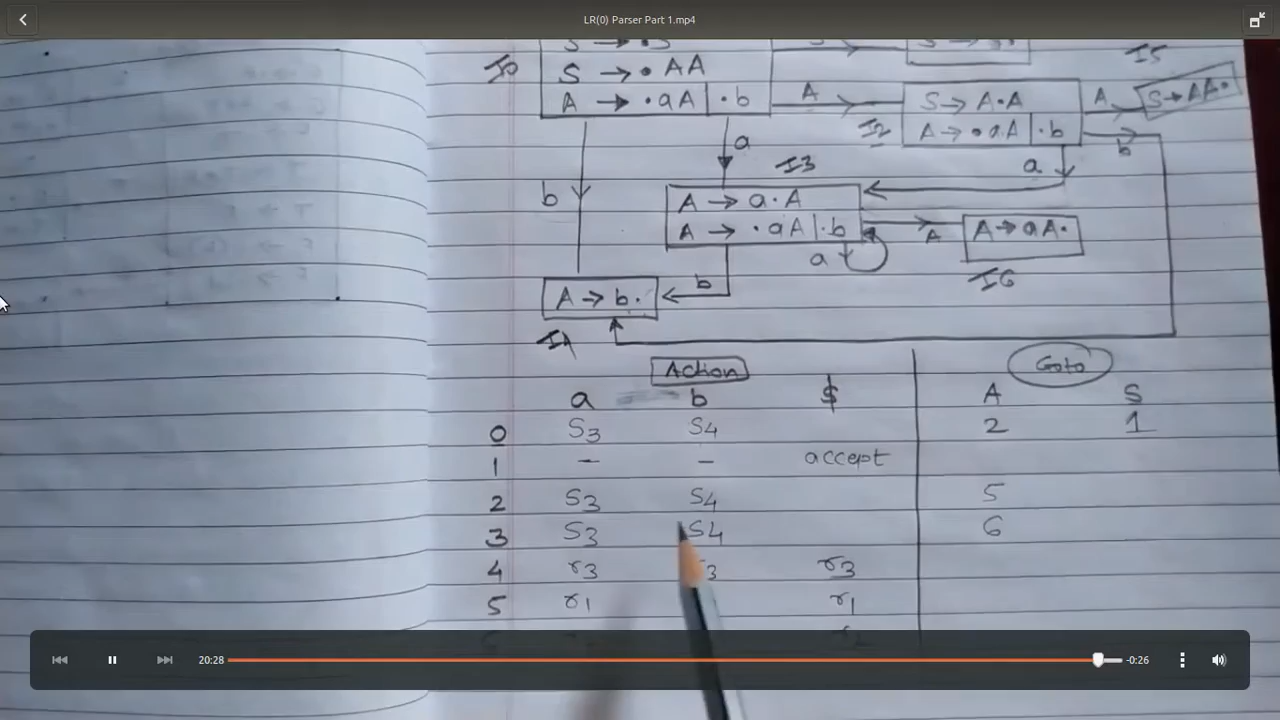 LR(0) Parser Part 1.mp4
I5
I0
S → • AA
A → • aA | • b
A
S → A • A
A
S → AA •
I2
A → • aA | • b
b
a
I3
a
b
A → a • A
A → • aA | • b
A
A → aA •
a
I6
b
A → b •
I4
Action
Goto
a b $ A S
0 S3 S4 2 1
1 – – accept
2 S3 S4 5
3 S3 S4 6
4 r3 r3
5 r1 r1
20:28
-0:26